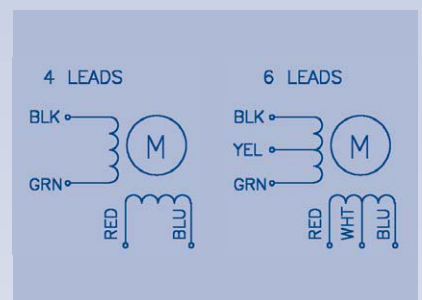 4 LEADS
BLK
GRN
M
RED
BLU
6 LEADS
BLK
YEL
GRN
M
RED
WHT
BLU